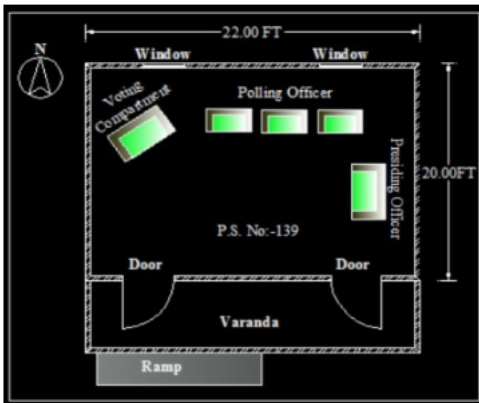 22.00 FT
N
Window
Window
Voting
Compartment
Polling Officer
Presiding Officer
20.00FT
P.S. No:-139
Door
Door
Varanda
Ramp